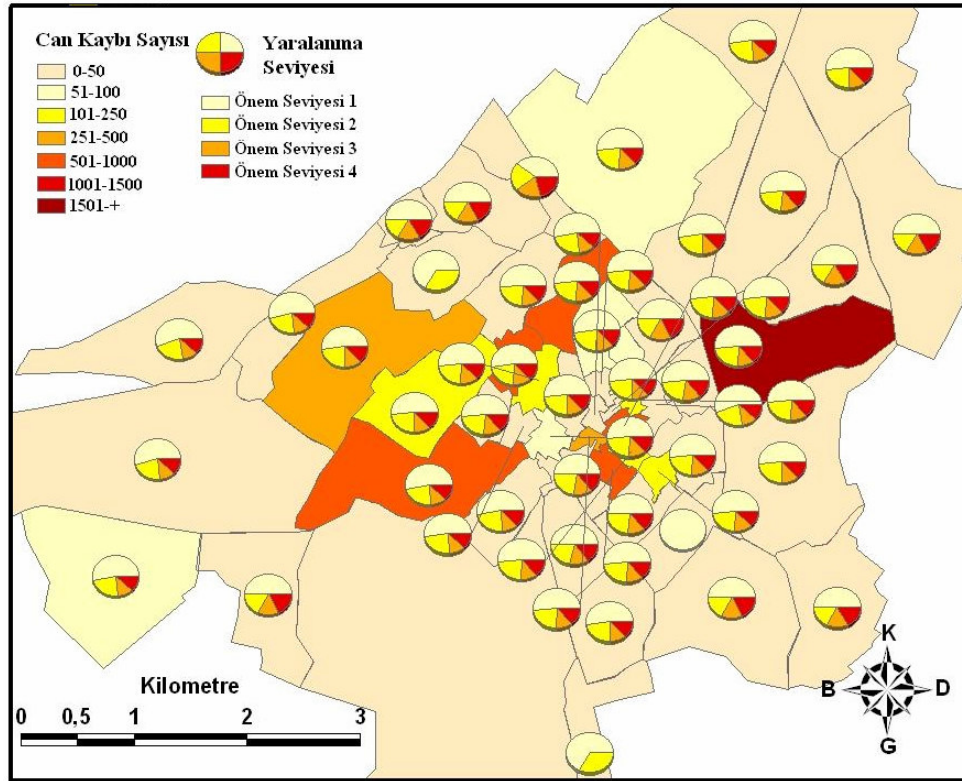 Can Kaybı Sayısı
0-50
51-100
101-250
251-500
501-1000
1001-1500
1501-+
Yaralanma
Seviyesi
Önem Seviyesi 1
Önem Seviyesi 2
Önem Seviyesi 3
Önem Seviyesi 4
Kilometre
0 0,5 1 2 3
K
B D
G